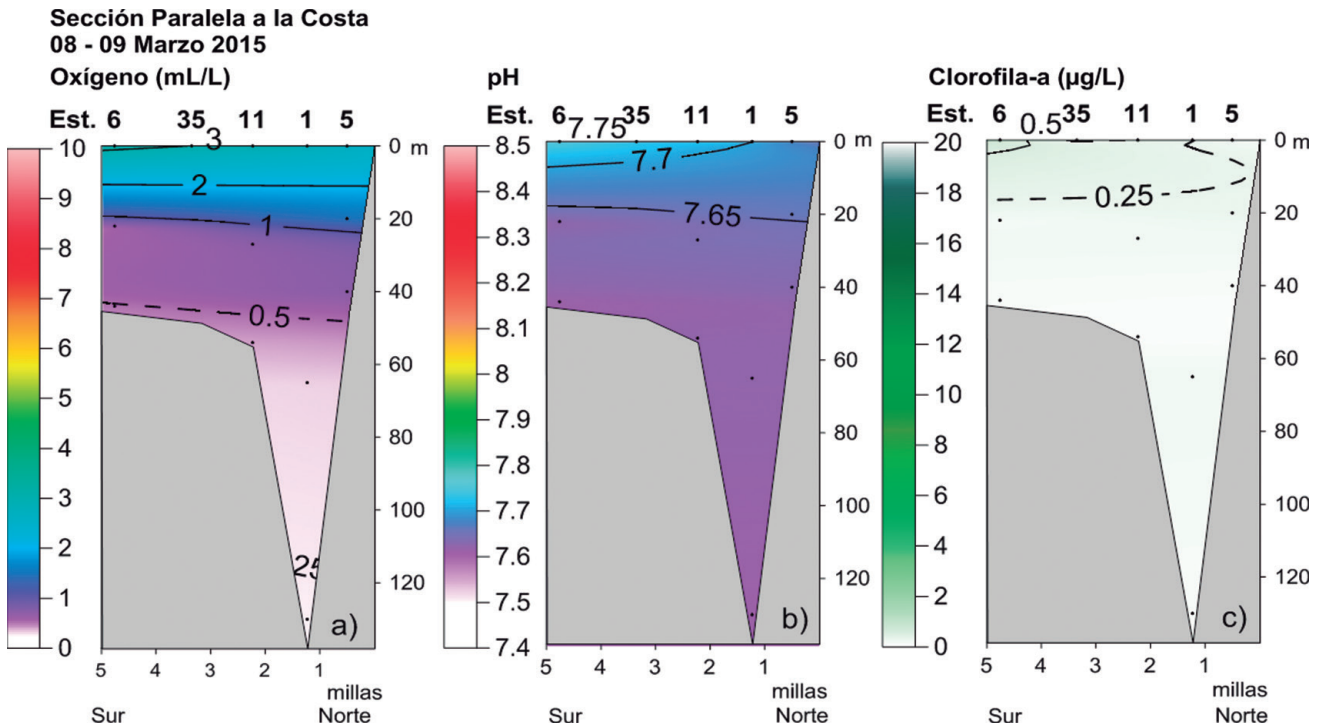 Sección Paralela a la Costa
08 - 09 Marzo 2015
Oxígeno (mL/L)
Est. 6 35 11 1 5
3
2
1
0.5
25
10
9
8
7
6
5
4
3
2
1
0
0 m
20
40
60
80
100
120
a)
5 4 3 2 1
millas
Sur Norte
pH
Est. 6 35 11 1 5
7.75
7.7
7.65
8.5
8.4
8.3
8.2
8.1
8
7.9
7.8
7.7
7.6
7.5
7.4
0 m
20
40
60
80
100
120
b)
5 4 3 2 1
millas
Sur Norte
Clorofila-a (µg/L)
Est. 6 35 11 1 5
0.5
0.25
20
18
16
14
12
10
8
6
4
2
0
0 m
20
40
60
80
100
120
c)
5 4 3 2 1
millas
Sur Norte